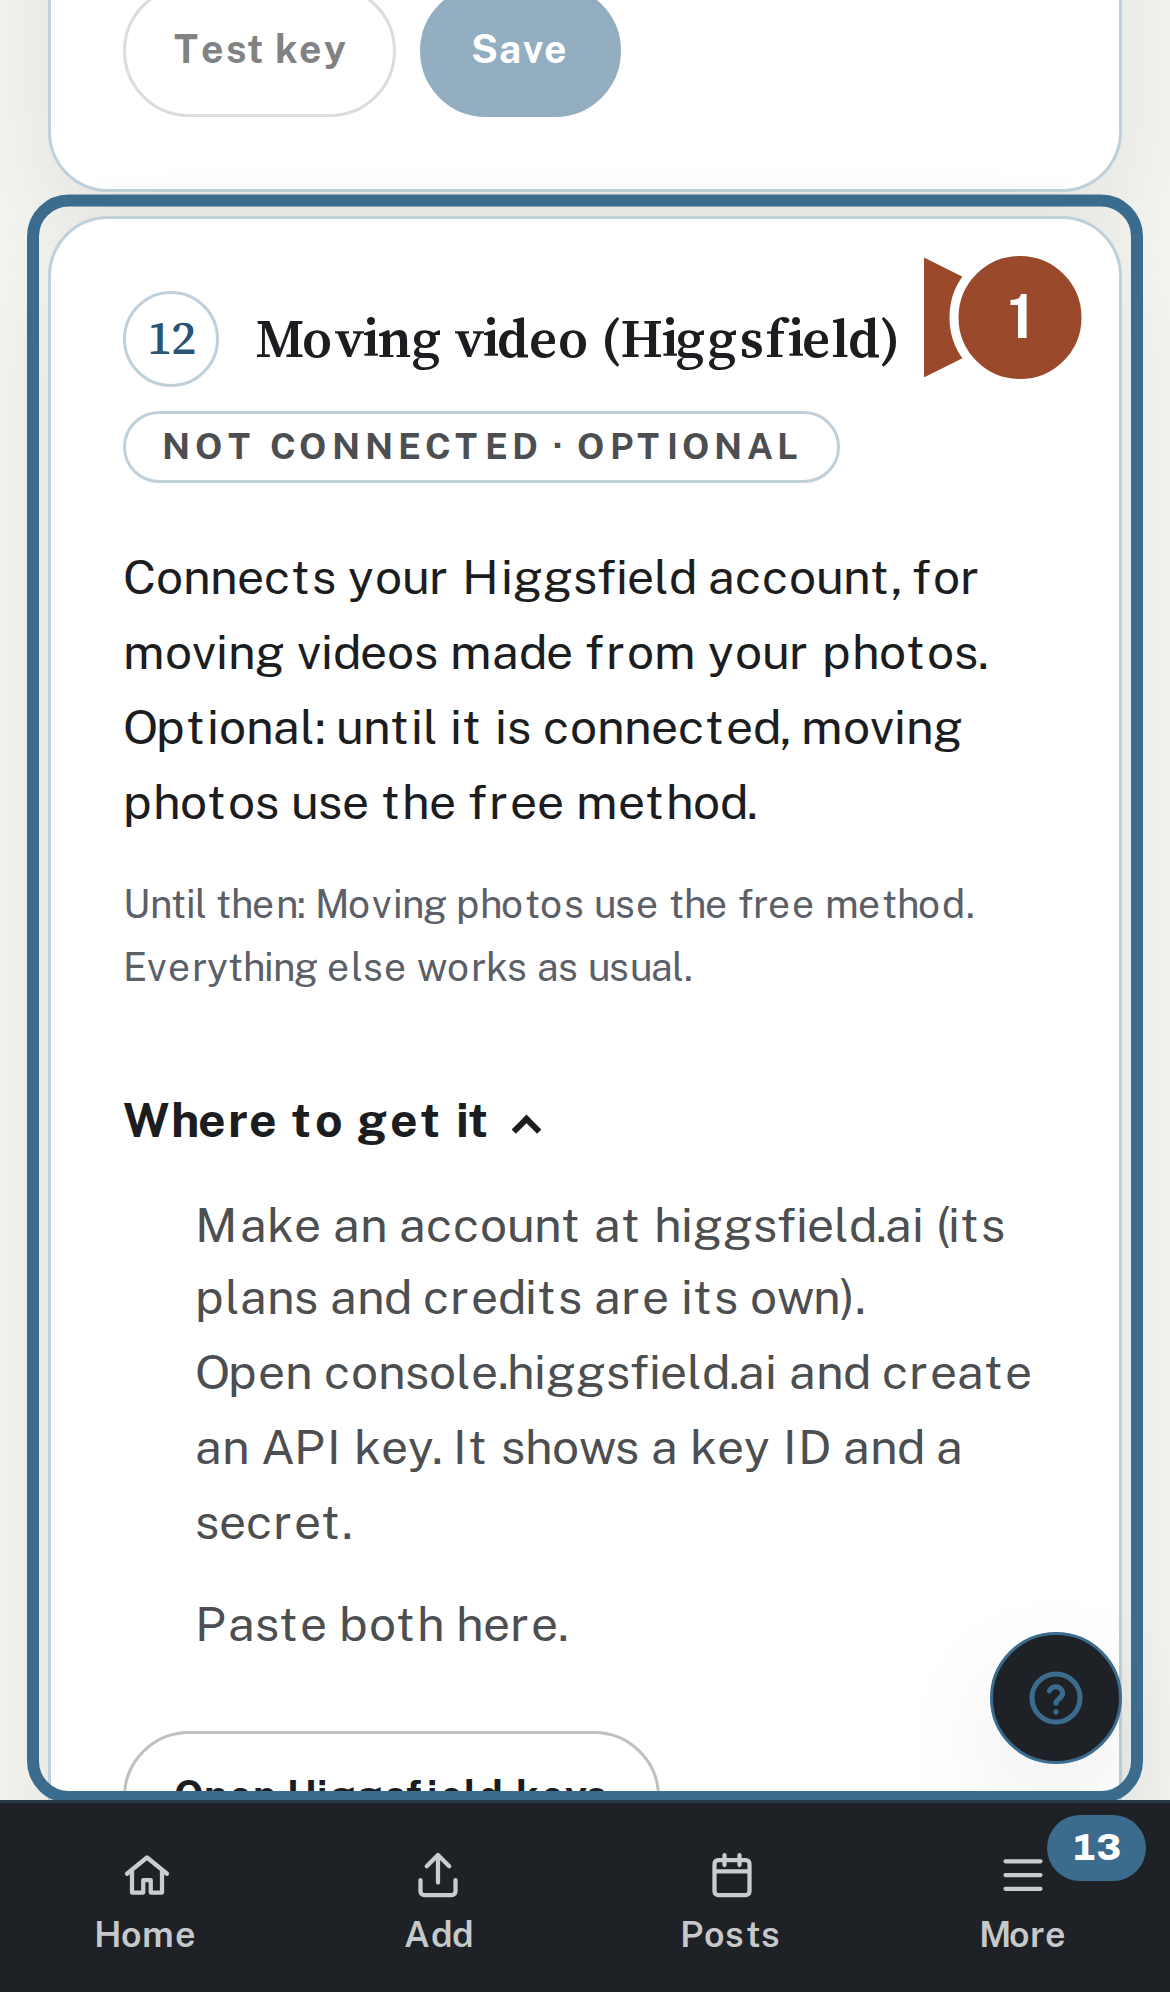 Test key
Save
12
Moving video (Higgsfield)
1
NOT CONNECTED · OPTIONAL
Connects your Higgsfield account, for
moving videos made from your photos.
Optional: until it is connected, moving
photos use the free method.
Until then: Moving photos use the free method.
Everything else works as usual.
Where to get it
Make an account at higgsfield.ai (its
plans and credits are its own).
Open console.higgsfield.ai and create
an API key. It shows a key ID and a
secret.
Paste both here.
Open Higgsfield keys
13
Home
Add
Posts
More